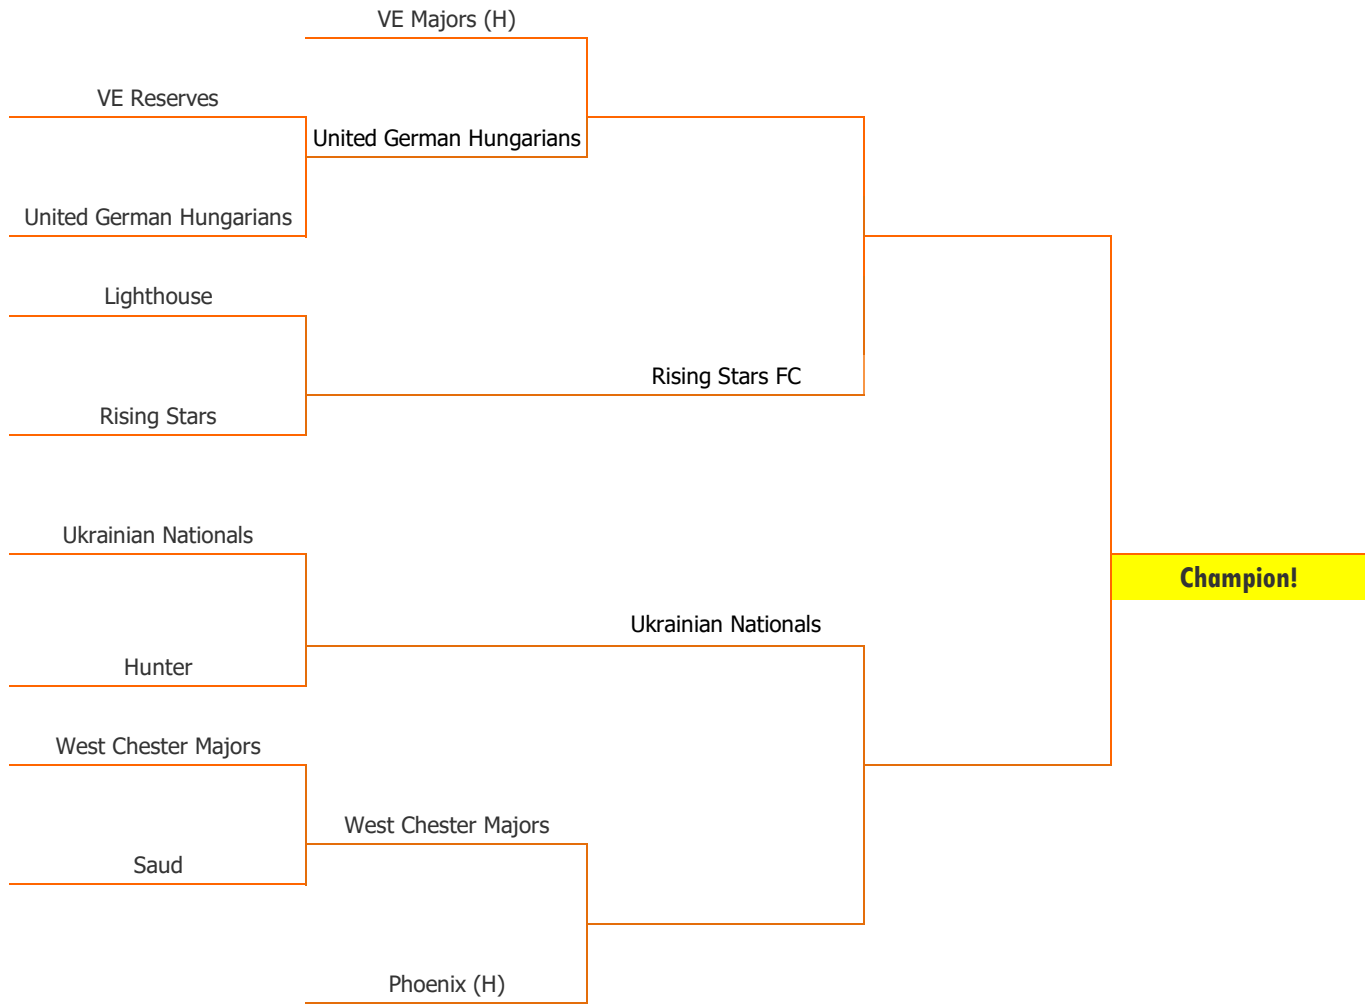 VE Majors (H)
VE Reserves
United German Hungarians
United German Hungarians
Lighthouse
Rising Stars FC
Rising Stars
Ukrainian Nationals
Champion!
Ukrainian Nationals
Hunter
West Chester Majors
West Chester Majors
Saud
Phoenix (H)